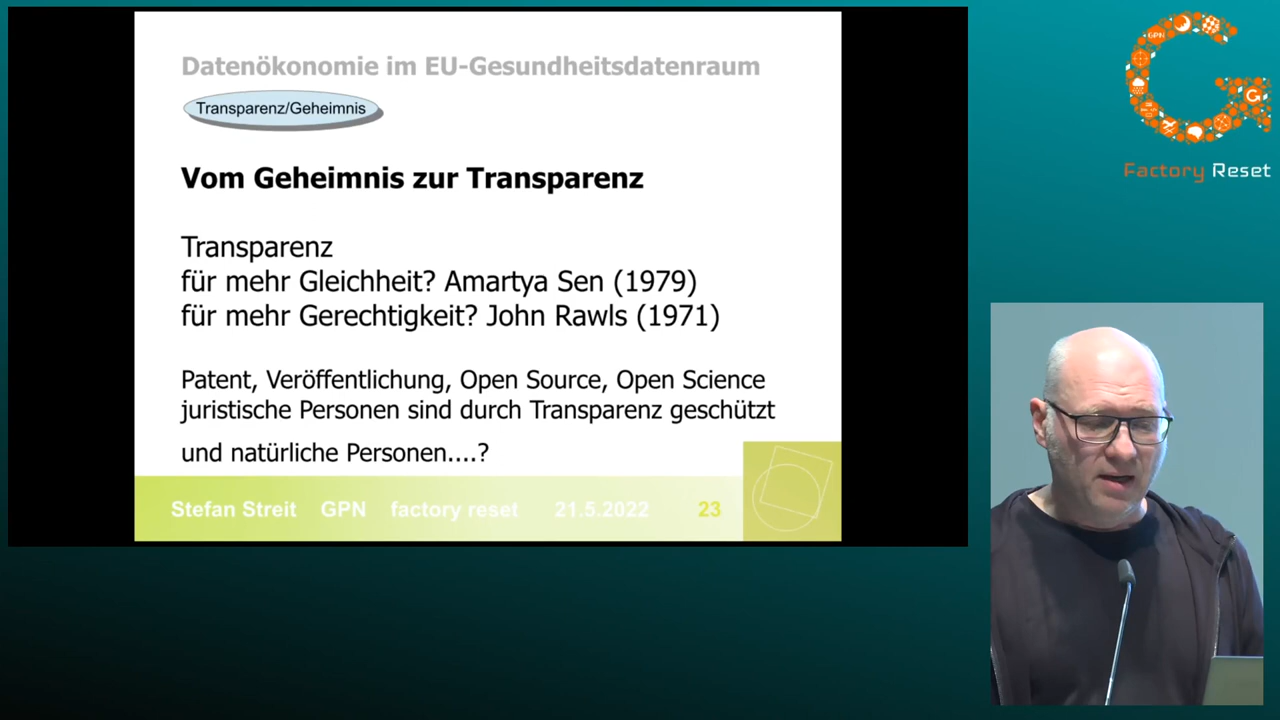 Datenökonomie im EU-Gesundheitsdatenraum
Transparenz/Geheimnis
Vom Geheimnis zur Transparenz
Transparenz
für mehr Gleichheit? Amartya Sen (1979)
für mehr Gerechtigkeit? John Rawls (1971)
Patent, Veröffentlichung, Open Source, Open Science
juristische Personen sind durch Transparenz geschützt
und natürliche Personen....?
Stefan Streit GPN factory reset 21.5.2022 23
GPN
Factory Reset